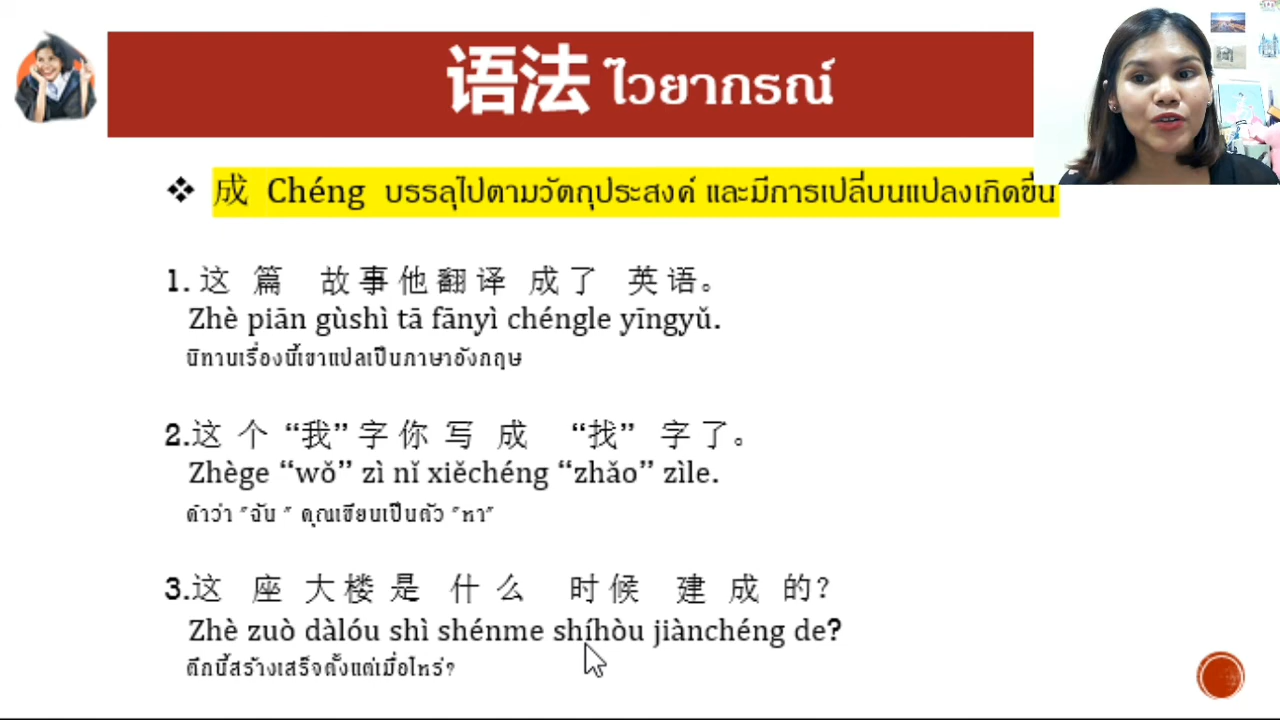 语法 ไวยากรณ์
❖ 成 Chéng บรรลุไปตามวัตถุประสงค์ และมีการเปลี่ยนแปลงเกิดขึ้น
1. 这 篇 故事他翻译 成了 英语。
Zhè piān gùshì tā fānyì chéngle yīngyǔ.
นิทานเรื่องนี้เขาแปลเป็นภาษาอังกฤษ
2.这 个 “我” 字 你 写 成 “找” 字了。
Zhège “wǒ” zì nǐ xiěchéng “zhǎo” zìle.
คำว่า “ฉัน ” คุณเขียนเป็นตัว “หา”
3.这 座 大楼是 什么 时候 建 成 的?
Zhè zuò dàlóu shì shénme shíhòu jiànchéng de?
ตึกนี้สร้างเสร็จตั้งแต่เมื่อไหร่?